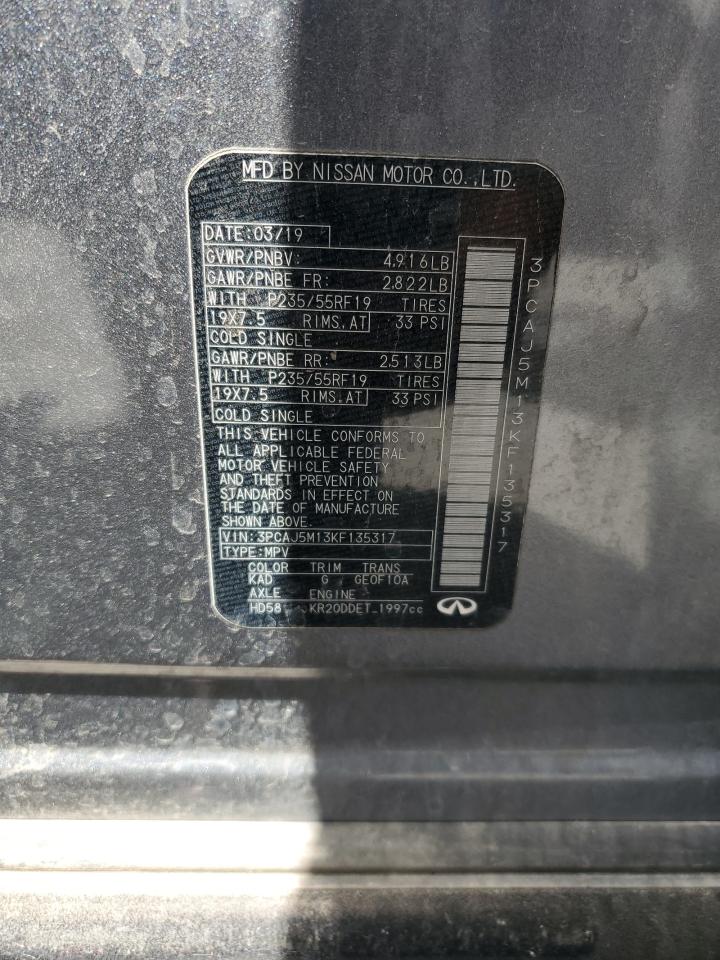 MFD BY NISSAN MOTOR CO.,LTD.
DATE:03/19
GVWR/PNBV: 4,916LB
GAWR/PNBE FR: 2,822LB
WITH P235/55RF19 TIRES
19X7.5 RIMS.AT 33 PSI
COLD SINGLE
GAWR/PNBE RR: 2,513LB
WITH P235/55RF19 TIRES
19X7.5 RIMS.AT 33 PSI
COLD SINGLE
THIS VEHICLE CONFORMS TO
ALL APPLICABLE FEDERAL
MOTOR VEHICLE SAFETY
AND THEFT PREVENTION
STANDARDS IN EFFECT ON
THE DATE OF MANUFACTURE
SHOWN ABOVE.
VIN:3PCAJ5M13KF135317
TYPE:MPV
COLOR TRIM TRANS
KAD G GE0F10A
AXLE ENGINE
HD58 KR20DDET 1997cc
3PCAJ5M13KF135317